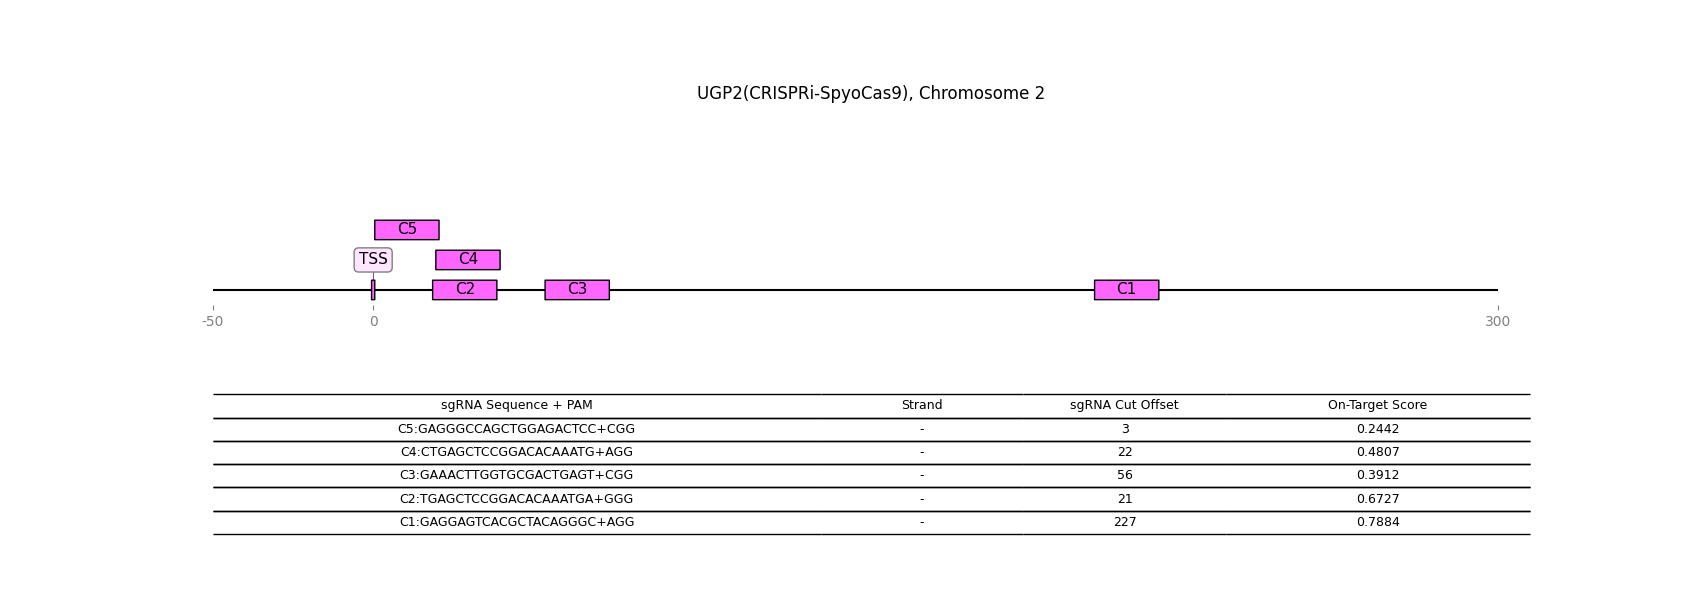 UGP2(CRISPRi-SpyoCas9), Chromosome 2
C5
TSS C4
C2 C3 C1
-50 0 300
sgRNA Sequence + PAM Strand sgRNA Cut Offset On-Target Score
C5:GAGGGCCAGCTGGAGACTCC+CGG - 3 0.2442
C4:CTGAGCTCCGGACACAAATG+AGG - 22 0.4807
C3:GAAACTTGGTGCGACTGAGT+CGG - 56 0.3912
C2:TGAGCTCCGGACACAAATGA+GGG - 21 0.6727
C1:GAGGAGTCACGCTACAGGGC+AGG - 227 0.7884